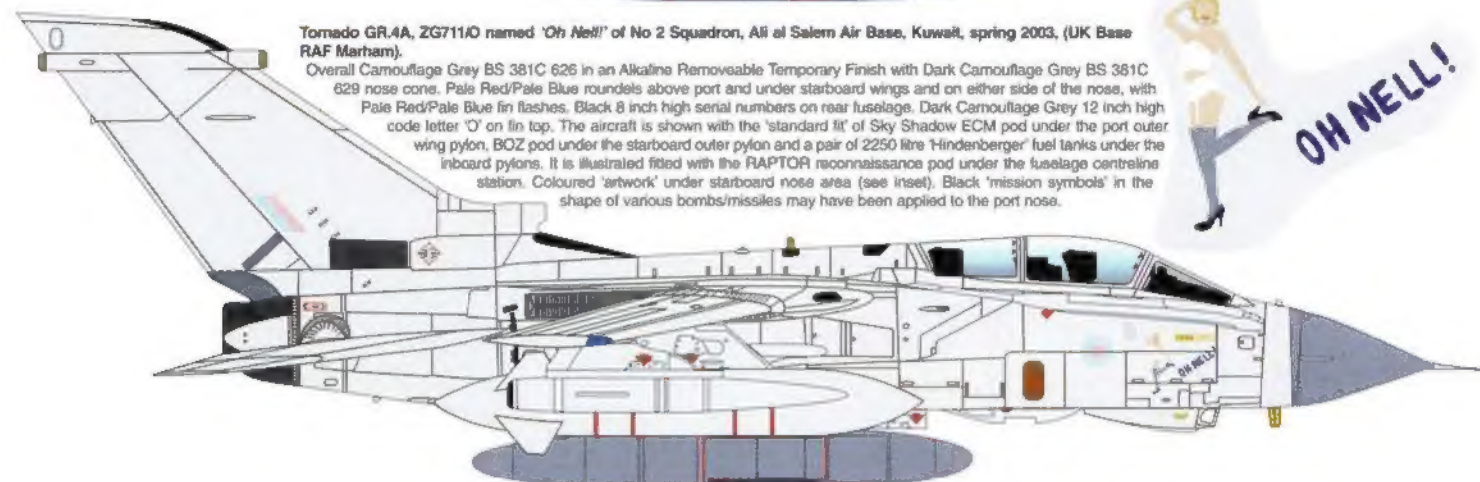 Tornado GR.4A, ZG711/O named 'Oh Nell!' of No 2 Squadron, Ali al Salem Air Base, Kuwait, spring 2003, (UK Base
RAF Marham).
Overall Camouflage Grey BS 381C 626 in an Alkaline Removeable Temporary Finish with Dark Camouflage Grey BS 381C
629 nose cone. Pale Red/Pale Blue roundels above port and under starboard wings and on either side of the nose, with
Pale Red/Pale Blue fin flashes. Black 8 inch high serial numbers on rear fuselage. Dark Camouflage Grey 12 inch high
code letter 'O' on fin top. The aircraft is shown with the 'standard fit' of Sky Shadow ECM pod under the port outer
wing pylon, BOZ pod under the starboard outer pylon and a pair of 2250 litre 'Hindenberger' fuel tanks under the
inboard pylons. It is illustrated fitted with the RAPTOR reconnaissance pod under the fuselage centreline
station. Coloured 'artwork' under starboard nose area (see inset). Black 'mission symbols' in the
shape of various bombs/missiles may have been applied to the port nose.
OH NELL!
O
OH NELL!